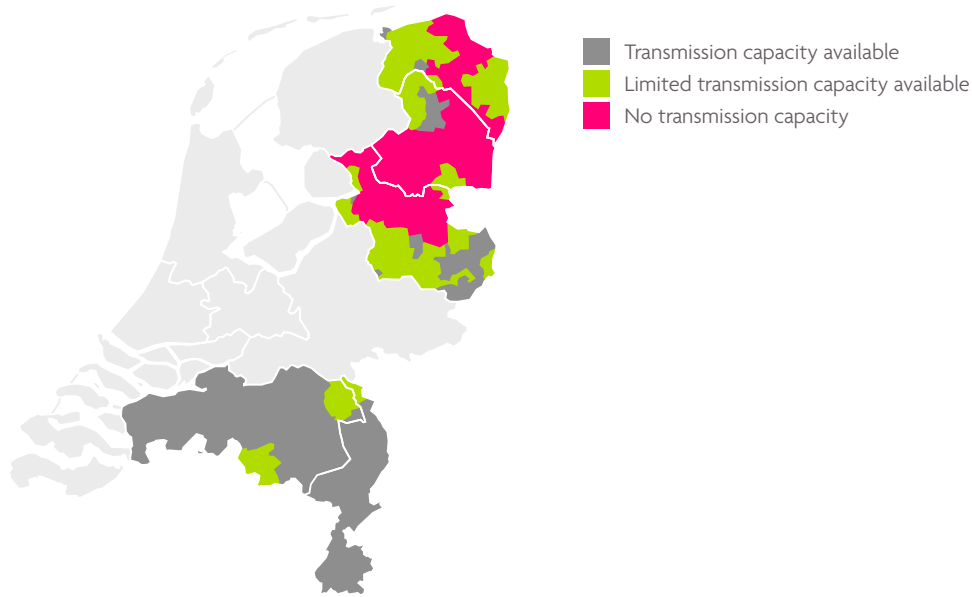 Transmission capacity available
Limited transmission capacity available
No transmission capacity